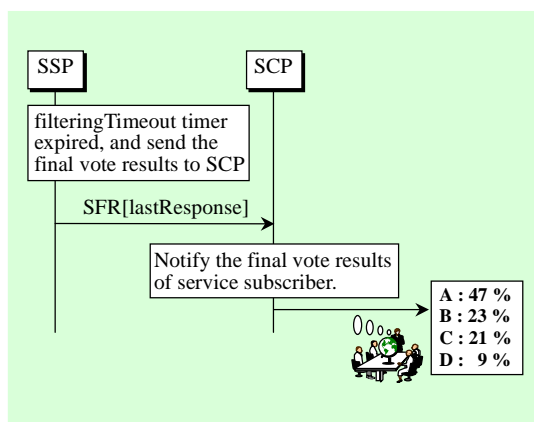 SSP
SCP
filteringTimeout timer
expired, and send the
final vote results to SCP
SFR[lastResponse]
Notify the final vote results
of service subscriber.
A : 47 %
B : 23 %
C : 21 %
D : 9 %